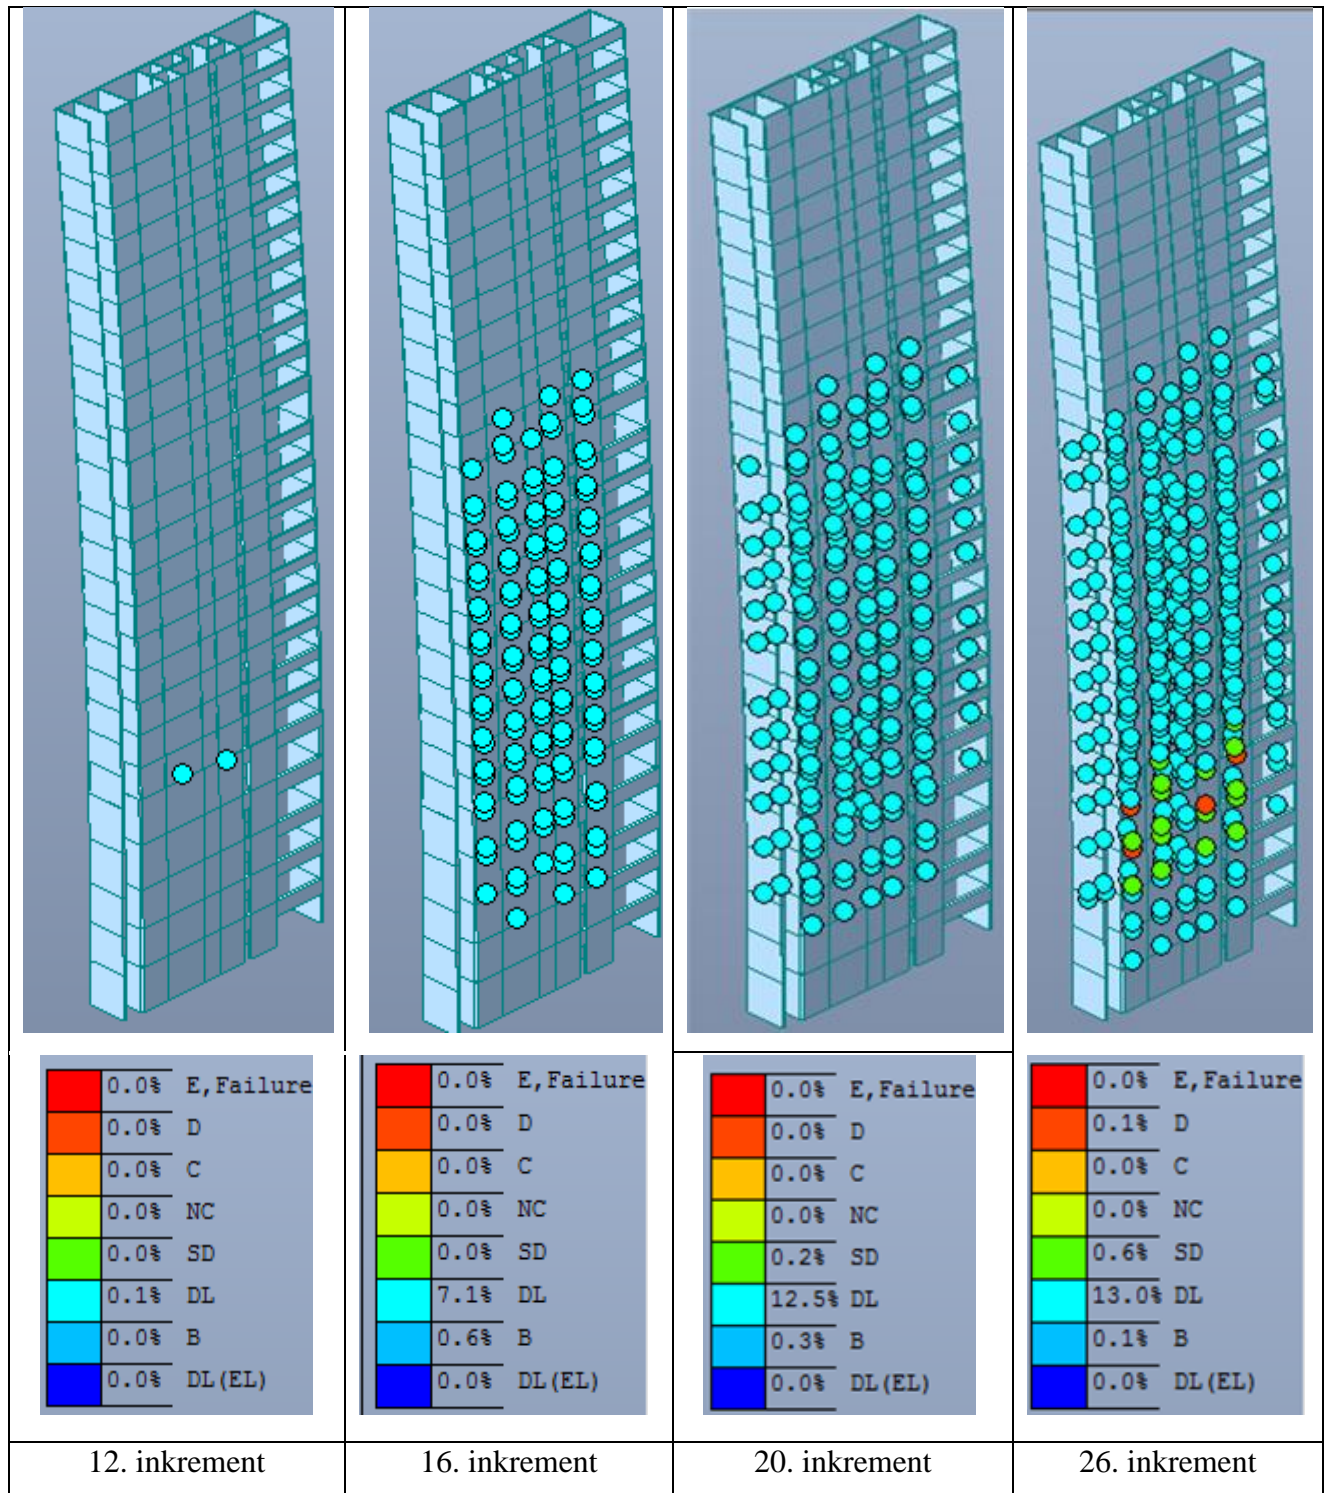 0.0% E,Failure
0.0% D
0.0% C
0.0% NC
0.0% SD
0.1% DL
0.0% B
0.0% DL(EL)
0.0% E,Failure
0.0% D
0.0% C
0.0% NC
0.0% SD
7.1% DL
0.6% B
0.0% DL(EL)
0.0% E,Failure
0.0% D
0.0% C
0.0% NC
0.2% SD
12.5% DL
0.3% B
0.0% DL(EL)
0.0% E,Failure
0.1% D
0.0% C
0.0% NC
0.6% SD
13.0% DL
0.1% B
0.0% DL(EL)
12. inkrement
16. inkrement
20. inkrement
26. inkrement